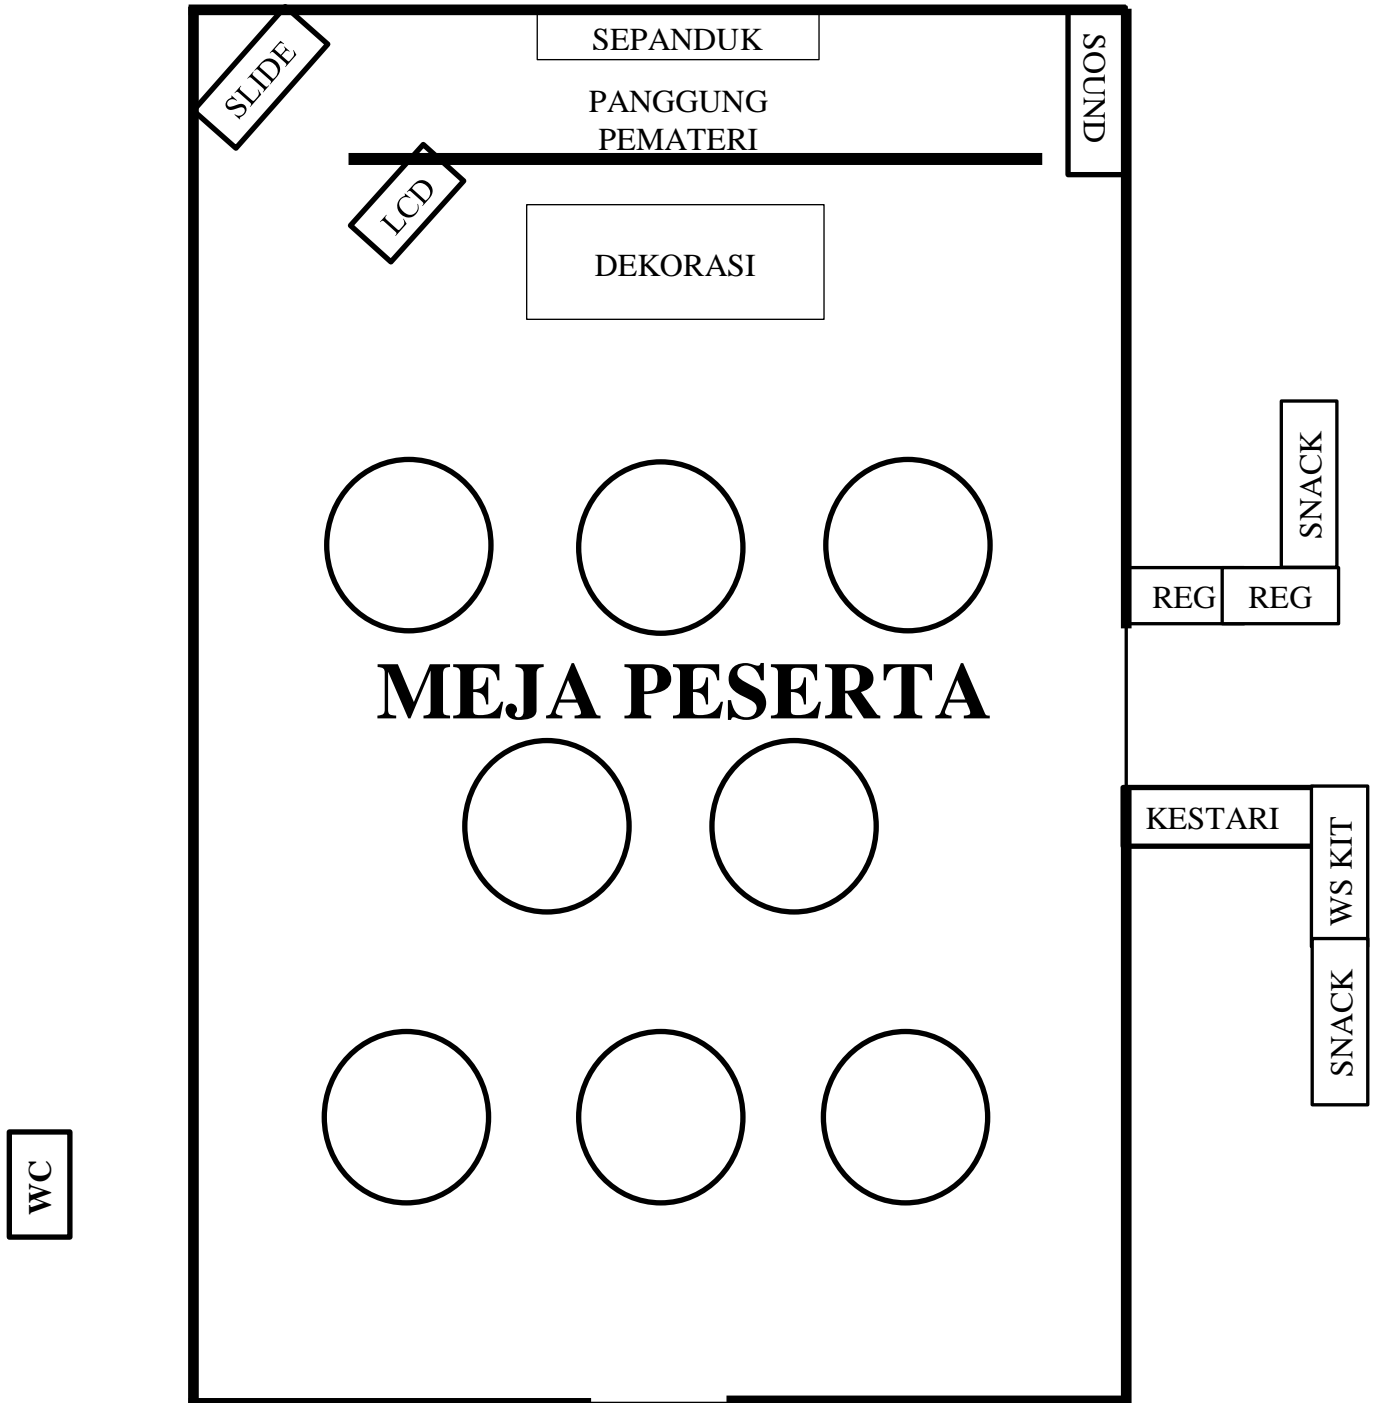 SLIDE
SEPANDUK
SOUND
PANGGUNG
PEMATERI
LCD
DEKORASI
SNACK
REG
REG
MEJA PESERTA
KESTARI
WS KIT
SNACK
WC